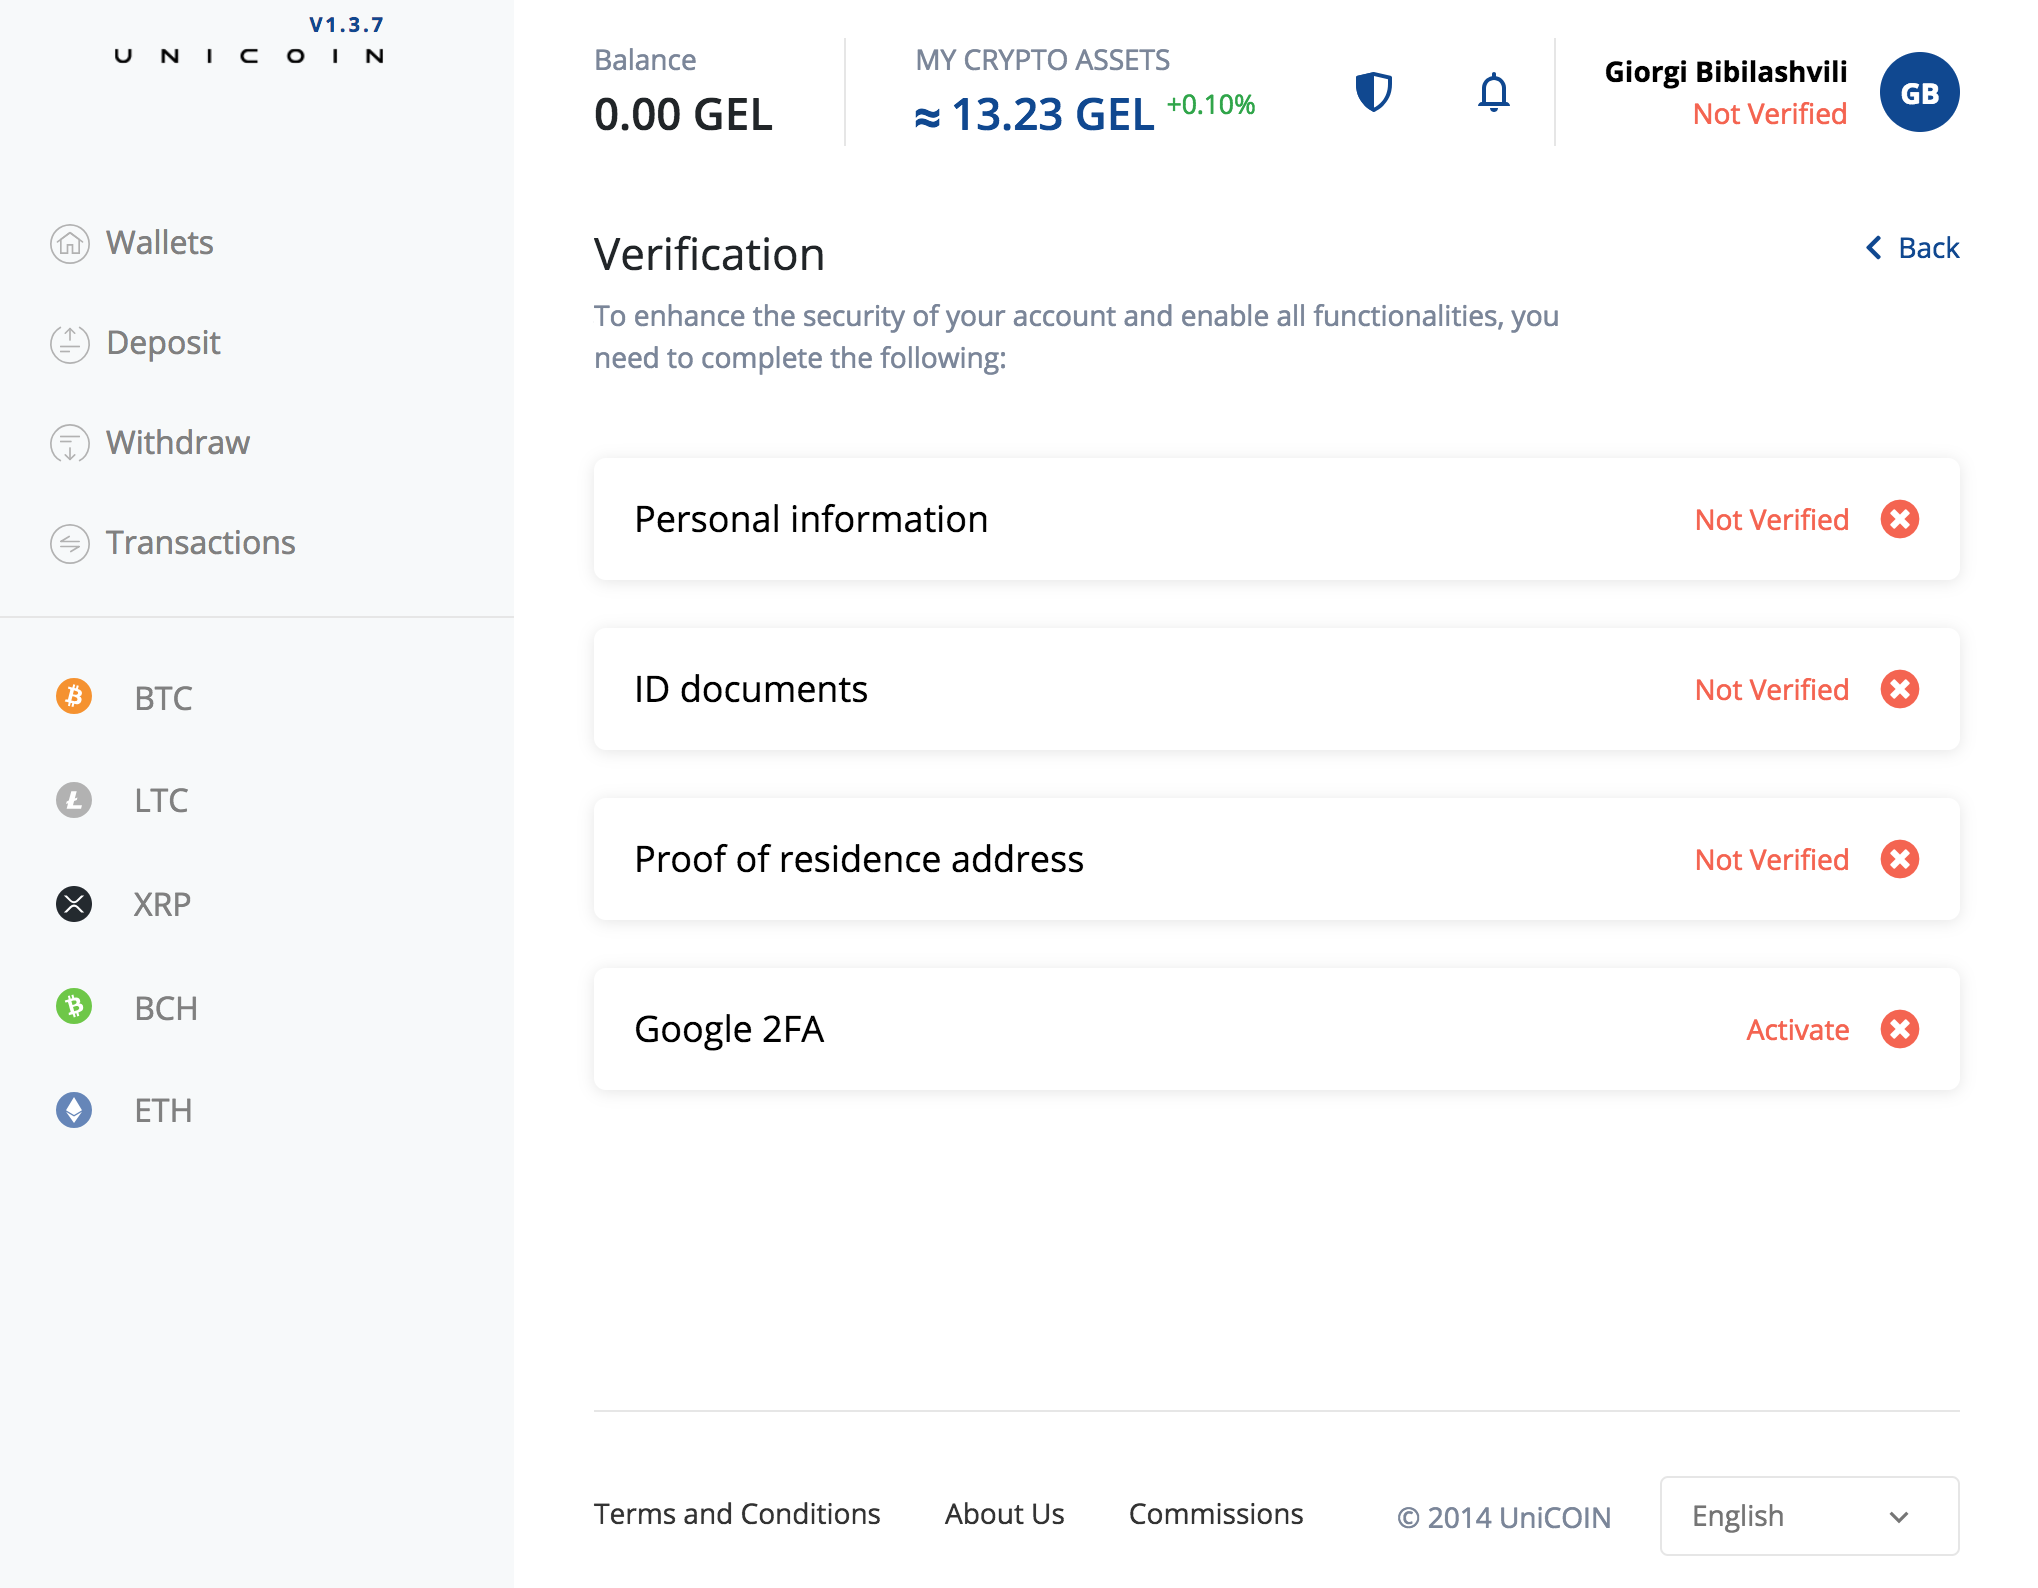 V1.3.7
UNICOIN
Wallets
Deposit
Withdraw
Transactions
BTC
LTC
XRP
BCH
ETH
Balance
0.00 GEL
MY CRYPTO ASSETS
≈ 13.23 GEL +0.10%
Giorgi Bibilashvili
Not Verified
GB
Verification
Back
To enhance the security of your account and enable all functionalities, you
need to complete the following:
Personal information Not Verified
ID documents Not Verified
Proof of residence address Not Verified
Google 2FA Activate
Terms and Conditions About Us Commissions © 2014 UniCOIN English